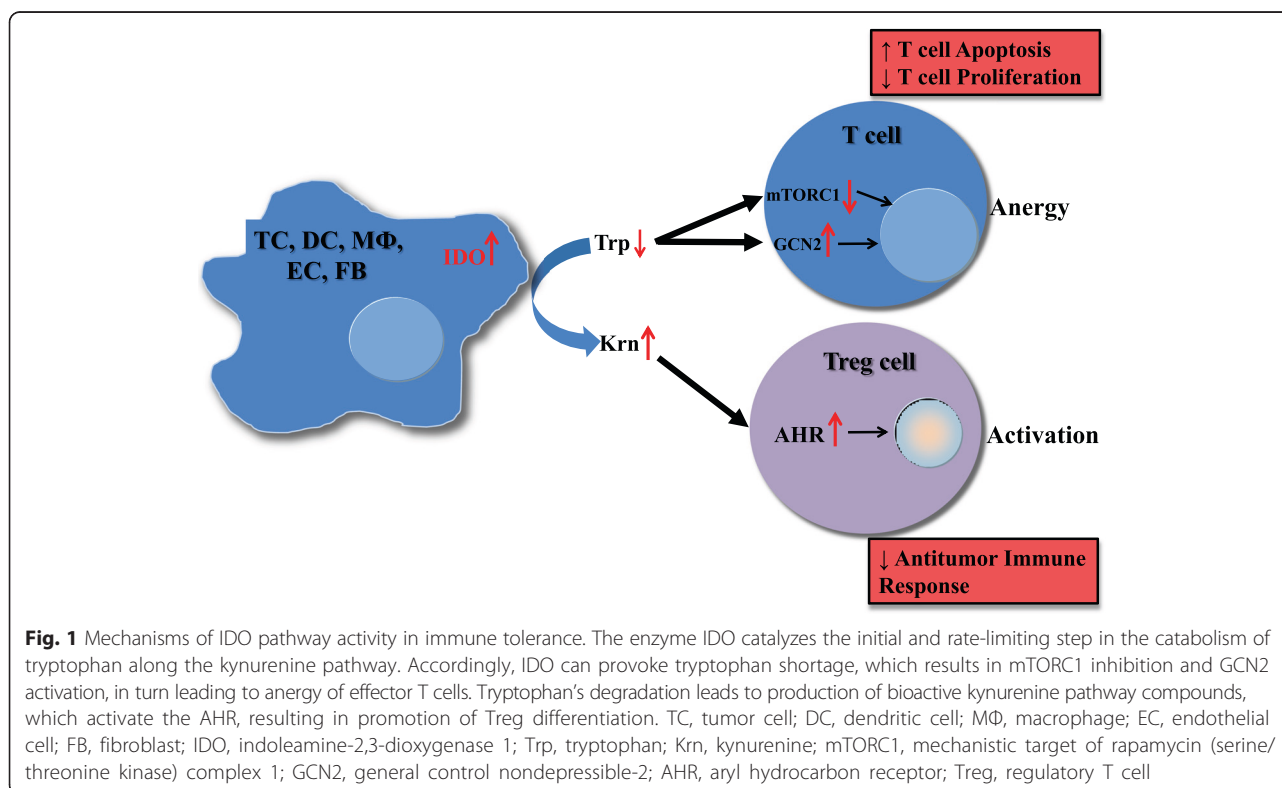 ↑ T cell Apoptosis
↓ T cell Proliferation
T cell
mTORC1↓
GCN2↑
Anergy
TC, DC, MΦ,
EC, FB
IDO↑
Trp↓
Krn↑
Treg cell
AHR↑
Activation
↓ Antitumor Immune
Response
Fig. 1 Mechanisms of IDO pathway activity in immune tolerance. The enzyme IDO catalyzes the initial and rate-limiting step in the catabolism of
tryptophan along the kynurenine pathway. Accordingly, IDO can provoke tryptophan shortage, which results in mTORC1 inhibition and GCN2
activation, in turn leading to anergy of effector T cells. Tryptophan's degradation leads to production of bioactive kynurenine pathway compounds,
which activate the AHR, resulting in promotion of Treg differentiation. TC, tumor cell; DC, dendritic cell; MΦ, macrophage; EC, endothelial
cell; FB, fibroblast; IDO, indoleamine-2,3-dioxygenase 1; Trp, tryptophan; Krn, kynurenine; mTORC1, mechanistic target of rapamycin (serine/
threonine kinase) complex 1; GCN2, general control nondepressible-2; AHR, aryl hydrocarbon receptor; Treg, regulatory T cell